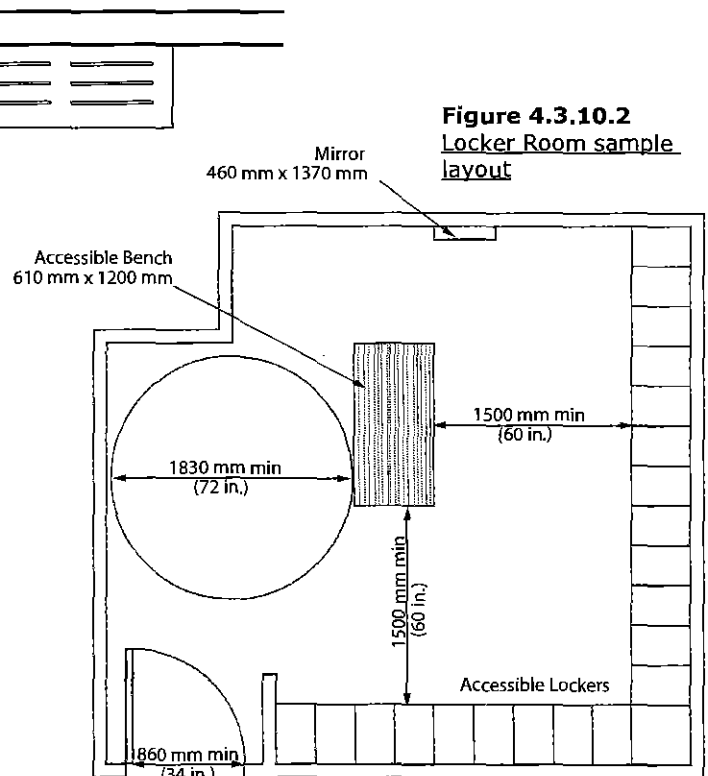 Figure 4.3.10.2
Locker Room sample
layout
Mirror
460 mm x 1370 mm
Accessible Bench
610 mm x 1200 mm
1500 mm min
(60 in.)
1830 mm min
(72 in.)
1500 mm min
(60 in.)
Accessible Lockers
860 mm min
(34 in.)